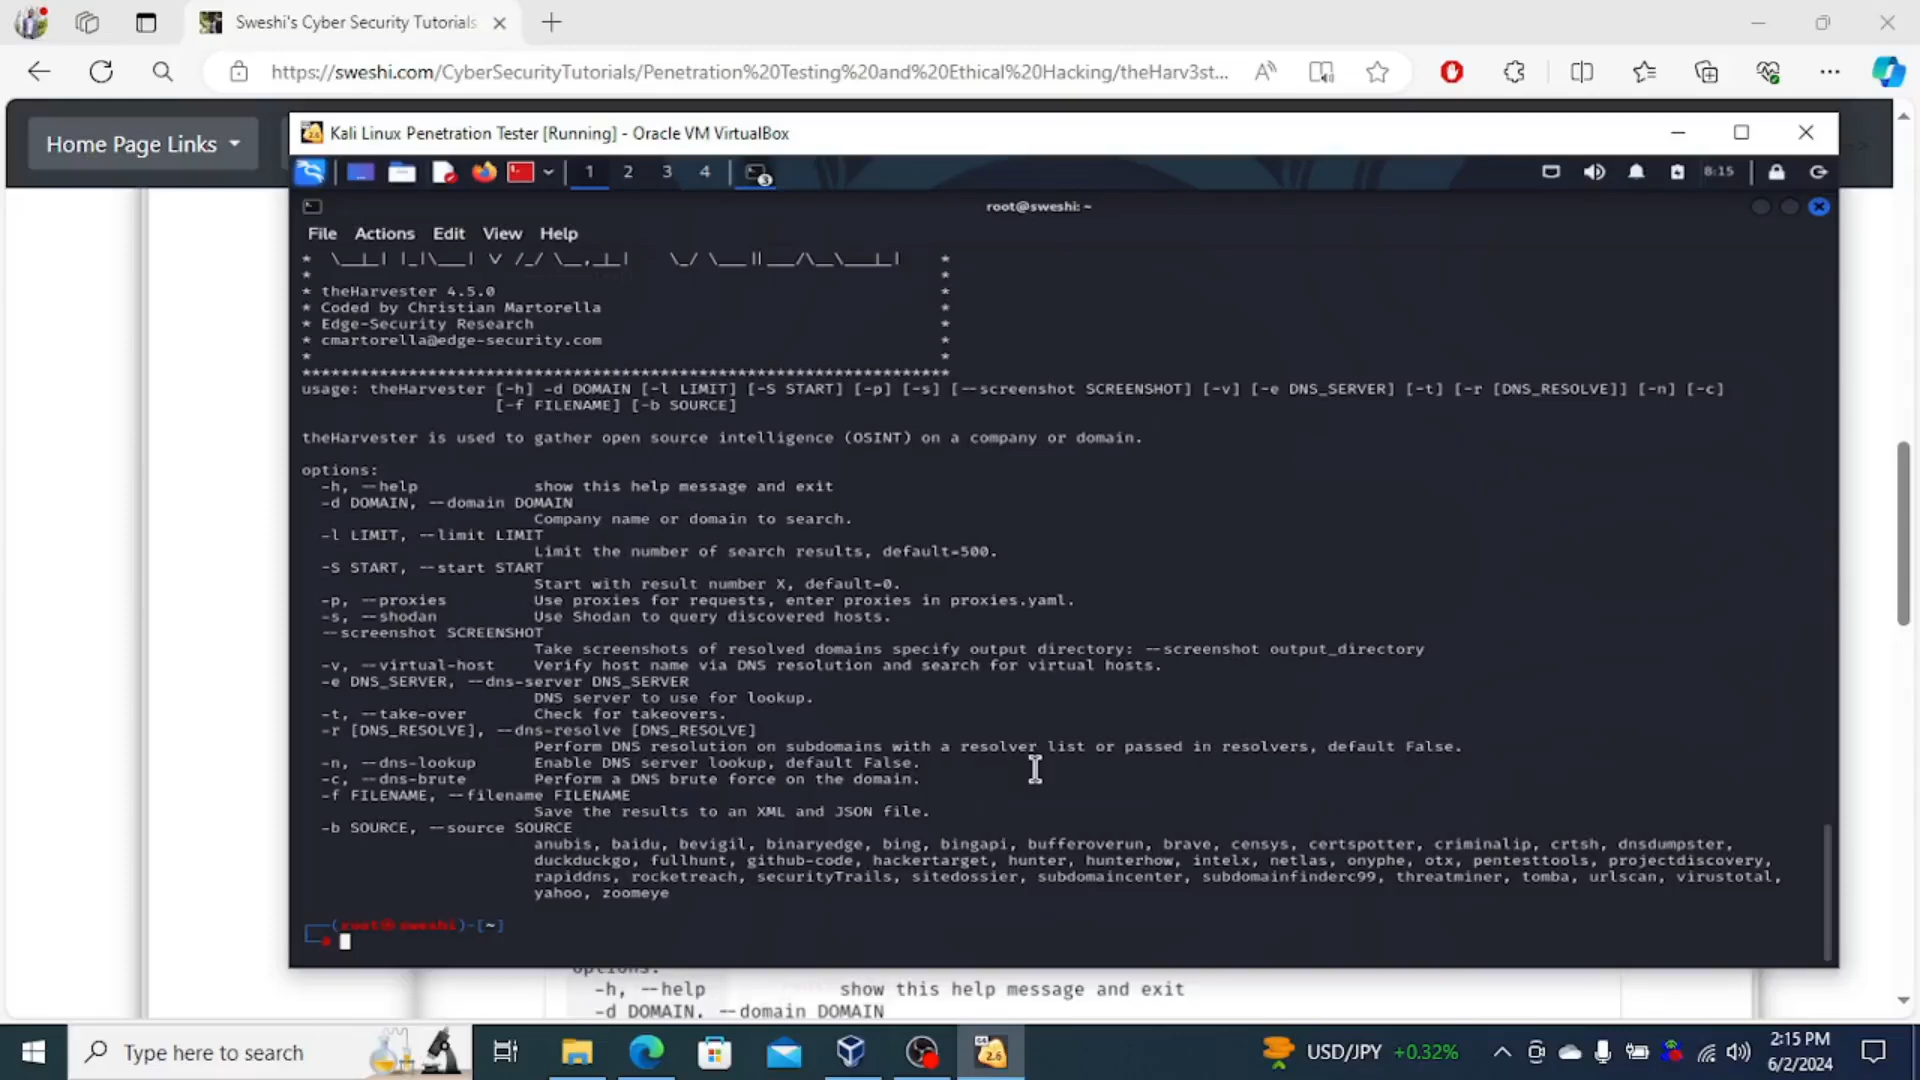 Sweshi's Cyber Security Tutorials
https://sweshi.com/CyberSecurityTutorials/Penetration%20Testing%20and%20Ethical%20Hacking/theHarv3st...
Home Page Links
Kali Linux Penetration Tester [Running] - Oracle VM VirtualBox
1 2 3 4
8:15
root@sweshi: ~
File Actions Edit View Help
* theHarvester 4.5.0 *
* Coded by Christian Martorella *
* Edge-Security Research *
* cmartorella@edge-security.com *
* *
*******************************************************************
usage: theHarvester [-h] -d DOMAIN [-l LIMIT] [-S START] [-p] [-s] [--screenshot SCREENSHOT] [-v] [-e DNS_SERVER] [-t] [-r [DNS_RESOLVE]] [-n] [-c]
[-f FILENAME] [-b SOURCE]
theHarvester is used to gather open source intelligence (OSINT) on a company or domain.
options:
-h, --help show this help message and exit
-d DOMAIN, --domain DOMAIN
Company name or domain to search.
-l LIMIT, --limit LIMIT
Limit the number of search results, default=500.
-S START, --start START
Start with result number X, default=0.
-p, --proxies Use proxies for requests, enter proxies in proxies.yaml.
-s, --shodan Use Shodan to query discovered hosts.
--screenshot SCREENSHOT
Take screenshots of resolved domains specify output directory: --screenshot output_directory
-v, --virtual-host Verify host name via DNS resolution and search for virtual hosts.
-e DNS_SERVER, --dns-server DNS_SERVER
DNS server to use for lookup.
-t, --take-over Check for takeovers.
-r [DNS_RESOLVE], --dns-resolve [DNS_RESOLVE]
Perform DNS resolution on subdomains with a resolver list or passed in resolvers, default False.
-n, --dns-lookup Enable DNS server lookup, default False.
-c, --dns-brute Perform a DNS brute force on the domain.
-f FILENAME, --filename FILENAME
Save the results to an XML and JSON file.
-b SOURCE, --source SOURCE
anubis, baidu, bevigil, binaryedge, bing, bingapi, bufferoverun, brave, censys, certspotter, criminalip, crtsh, dnsdumpster,
duckduckgo, fullhunt, github-code, hackertarget, hunter, hunterhow, intelx, netlas, onyphe, otx, pentesttools, projectdiscovery,
rapiddns, rocketreach, securityTrails, sitedossier, subdomaincenter, subdomainfinderc99, threatminer, tomba, urlscan, virustotal,
yahoo, zoomeye
(root@sweshi)-[~]
options:
-h, --help show this help message and exit
-d DOMAIN, --domain DOMAIN
Type here to search
USD/JPY +0.32%
2:15 PM
6/2/2024